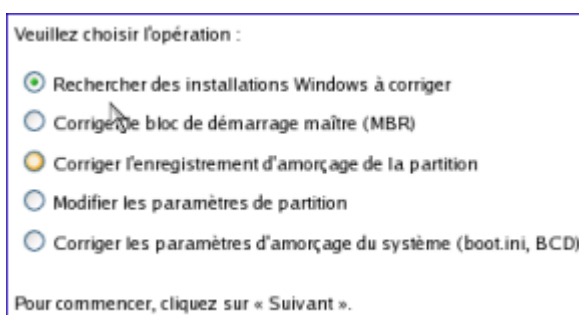 Veuillez choisir l'opération :
Rechercher des installations Windows à corriger
Corriger le bloc de démarrage maître (MBR)
Corriger l'enregistrement d'amorçage de la partition
Modifier les paramètres de partition
Corriger les paramètres d'amorçage du système (boot.ini, BCD)
Pour commencer, cliquez sur « Suivant ».